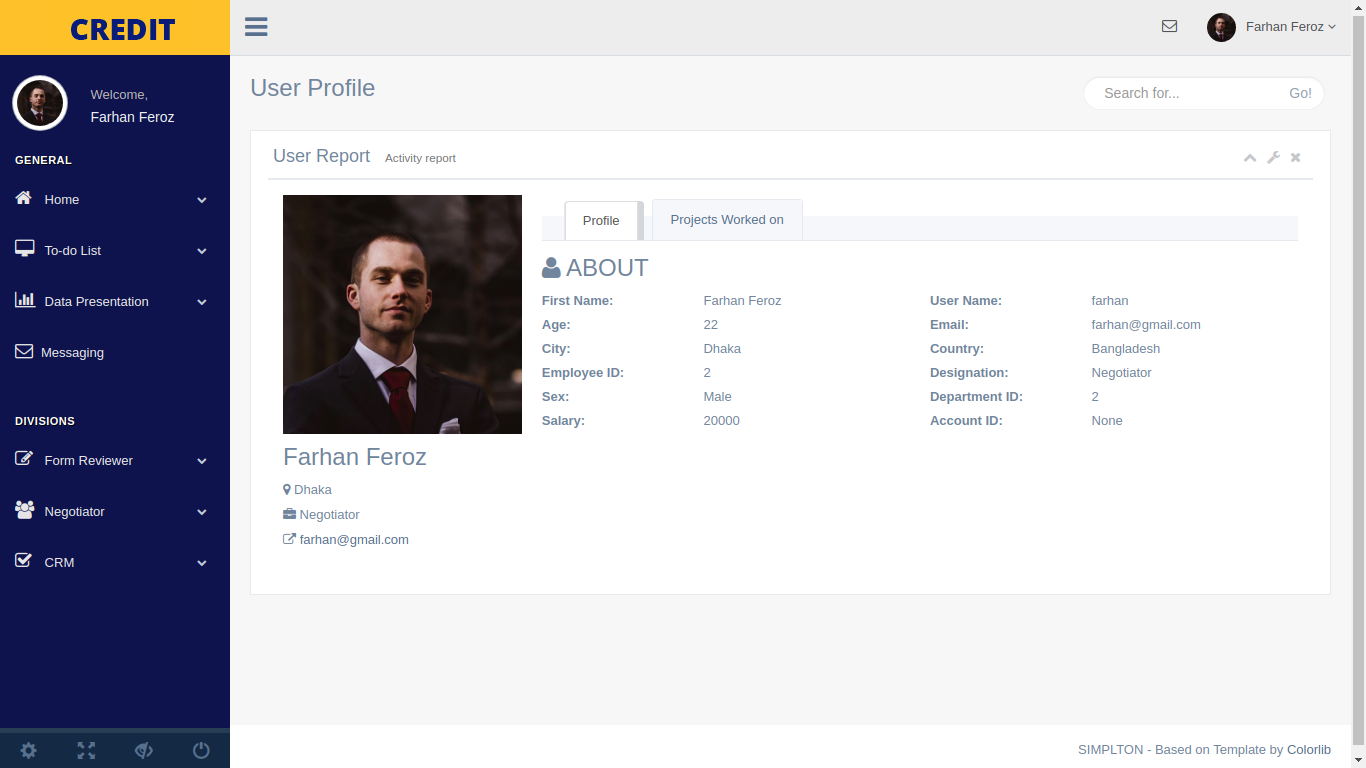 CREDIT
Farhan Feroz
Welcome,
Farhan Feroz
GENERAL
Home
To-do List
Data Presentation
Messaging
DIVISIONS
Form Reviewer
Negotiator
CRM
User Profile
Search for... Go!
User Report Activity report
Profile Projects Worked on
ABOUT
First Name: Farhan Feroz User Name: farhan
Age: 22 Email: farhan@gmail.com
City: Dhaka Country: Bangladesh
Employee ID: 2 Designation: Negotiator
Sex: Male Department ID: 2
Salary: 20000 Account ID: None
Farhan Feroz
Dhaka
Negotiator
farhan@gmail.com
SIMPLTON - Based on Template by Colorlib